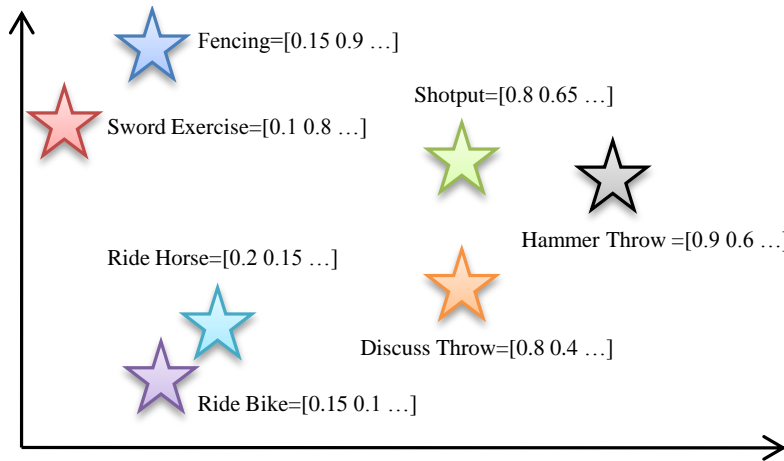 Fencing=[0.15 0.9 …]
Shotput=[0.8 0.65 …]
Sword Exercise=[0.1 0.8 …]
Hammer Throw =[0.9 0.6 …]
Ride Horse=[0.2 0.15 …]
Discuss Throw=[0.8 0.4 …]
Ride Bike=[0.15 0.1 …]